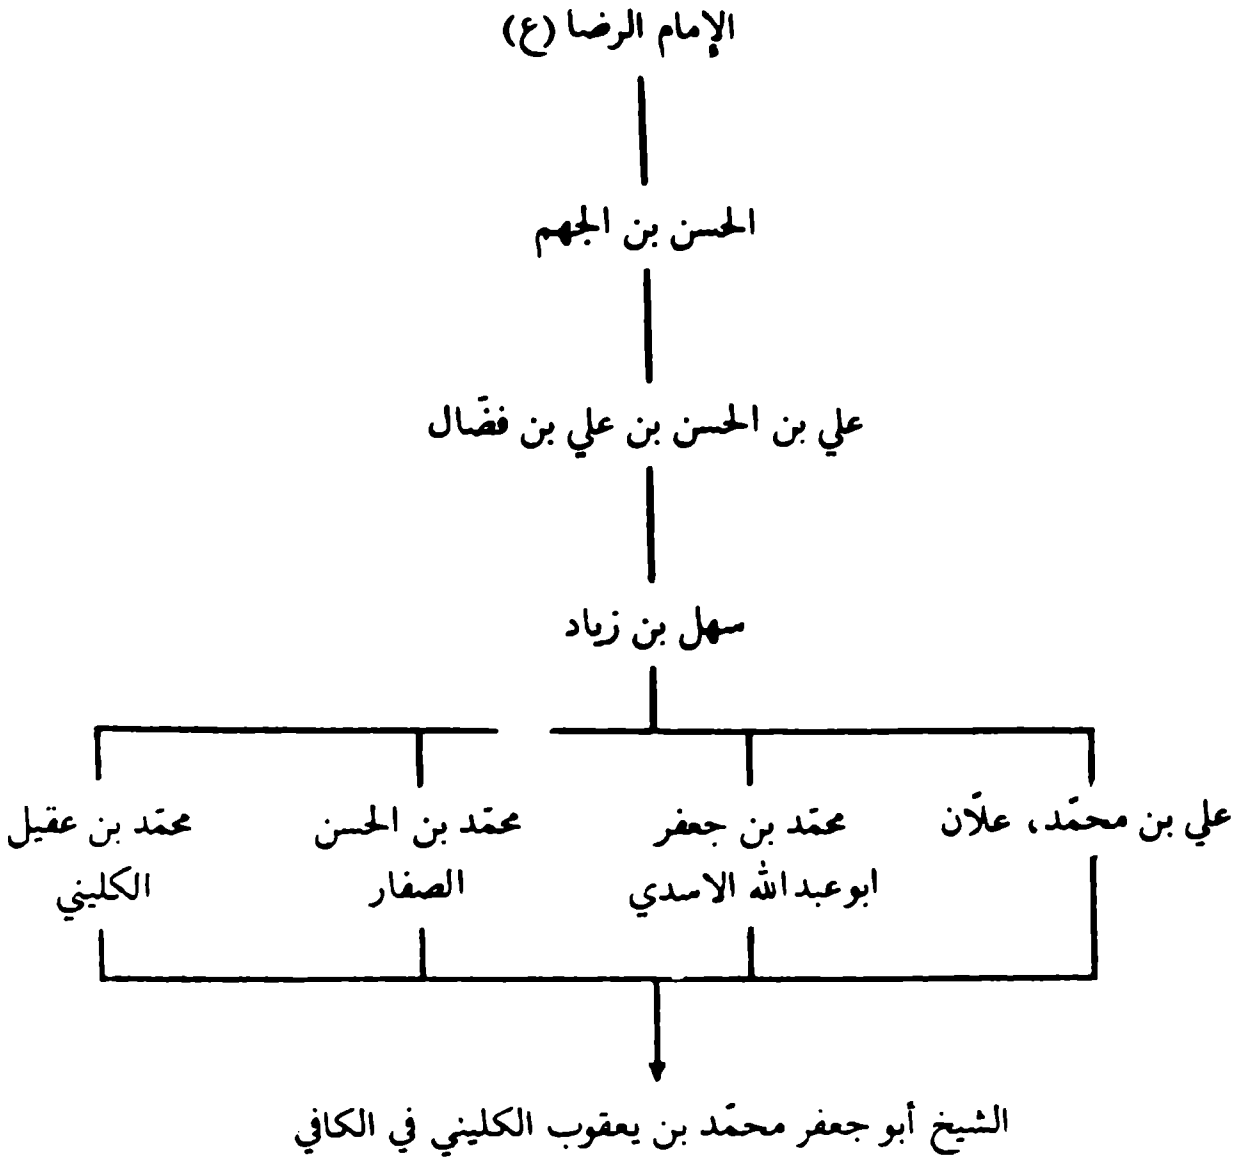 الإمام الرضا (ع)
الحسن بن الجهم
علي بن الحسن بن علي بن فضّال
سهل بن زياد
علي بن محمّد، علّان
محمّد بن جعفر
ابوعبدالله الاسدي
محمّد بن الحسن
الصفار
محمّد بن عقيل
الكليني
الشيخ أبو جعفر محمّد بن يعقوب الكليني في الكافي